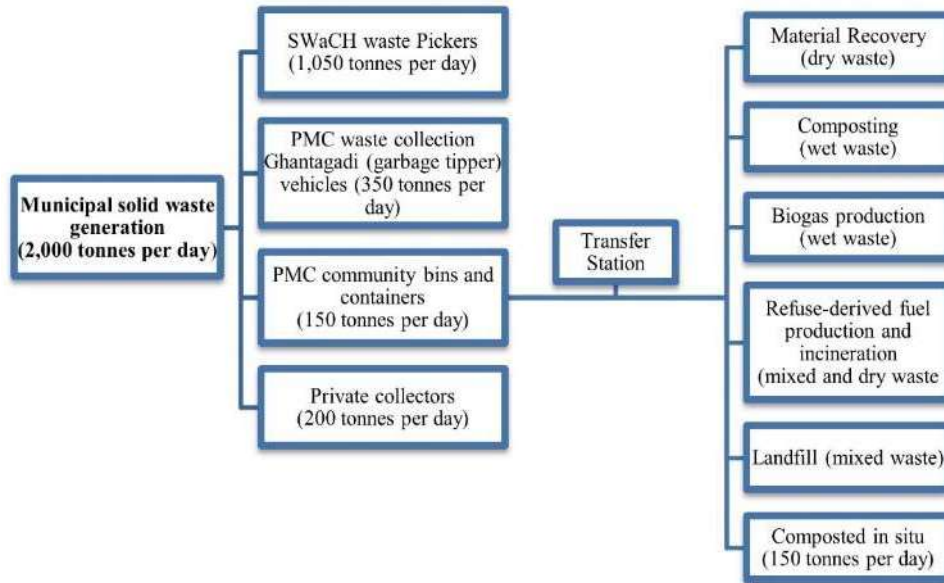 Municipal solid waste
generation
(2,000 tonnes per day)
SWaCH waste Pickers
(1,050 tonnes per day)
PMC waste collection
Ghantagadi (garbage tipper)
vehicles (350 tonnes per
day)
PMC community bins and
containers
(150 tonnes per day)
Private collectors
(200 tonnes per day)
Transfer
Station
Material Recovery
(dry waste)
Composting
(wet waste)
Biogas production
(wet waste)
Refuse-derived fuel
production and
incineration
(mixed and dry waste
Landfill (mixed waste)
Composted in situ
(150 tonnes per day)